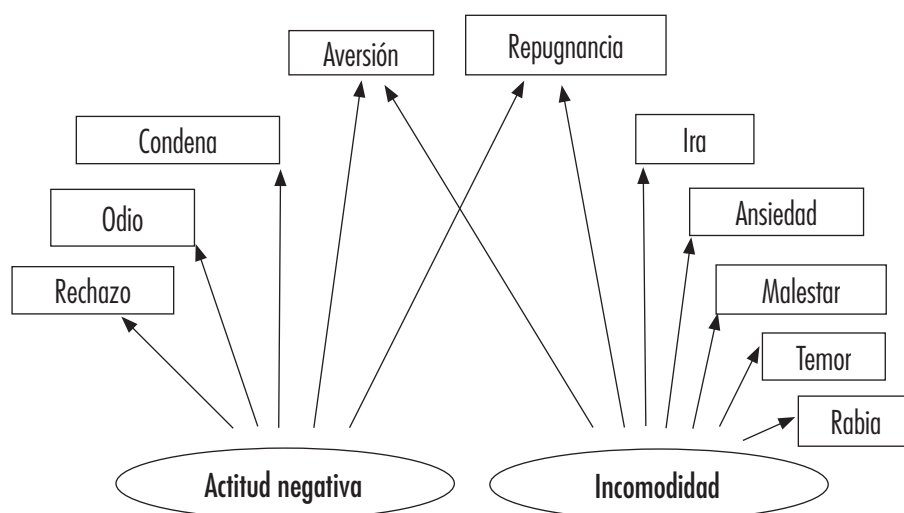 Aversión
Repugnancia
Condena
Ira
Odio
Ansiedad
Rechazo
Malestar
Temor
Rabia
Actitud negativa
Incomodidad